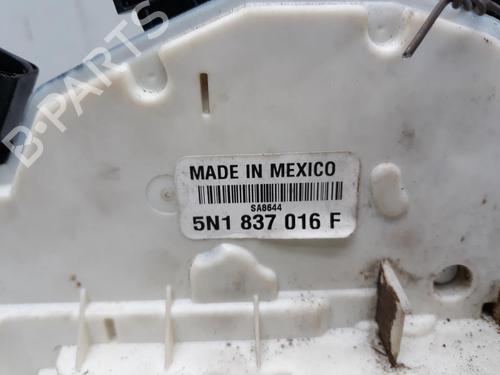 B-PARTS
MADE IN MEXICO
SA8644
5N1 837 016 F